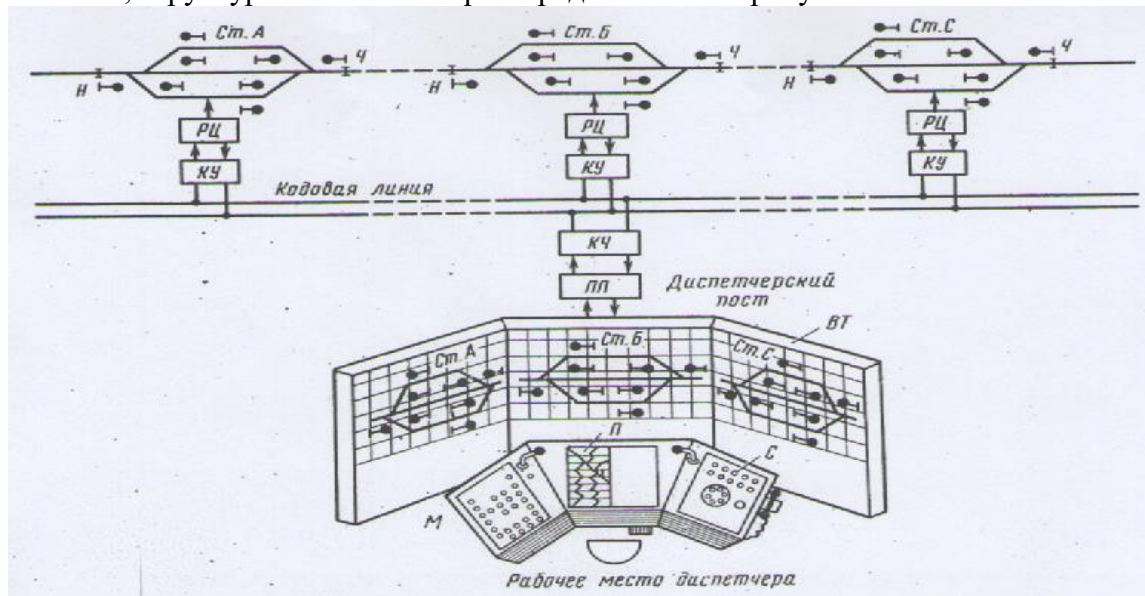 Ст. А
Ст. Б
Ст. С
Ч
Ч
Ч
Н
Н
Н
РЦ
РЦ
РЦ
КУ
КУ
КУ
Кодовая линия
КЧ
ПП
Диспетчерский
пост
ВТ
Ст. А
Ст. Б
Ст. С
П
С
М
Рабочее место диспетчера